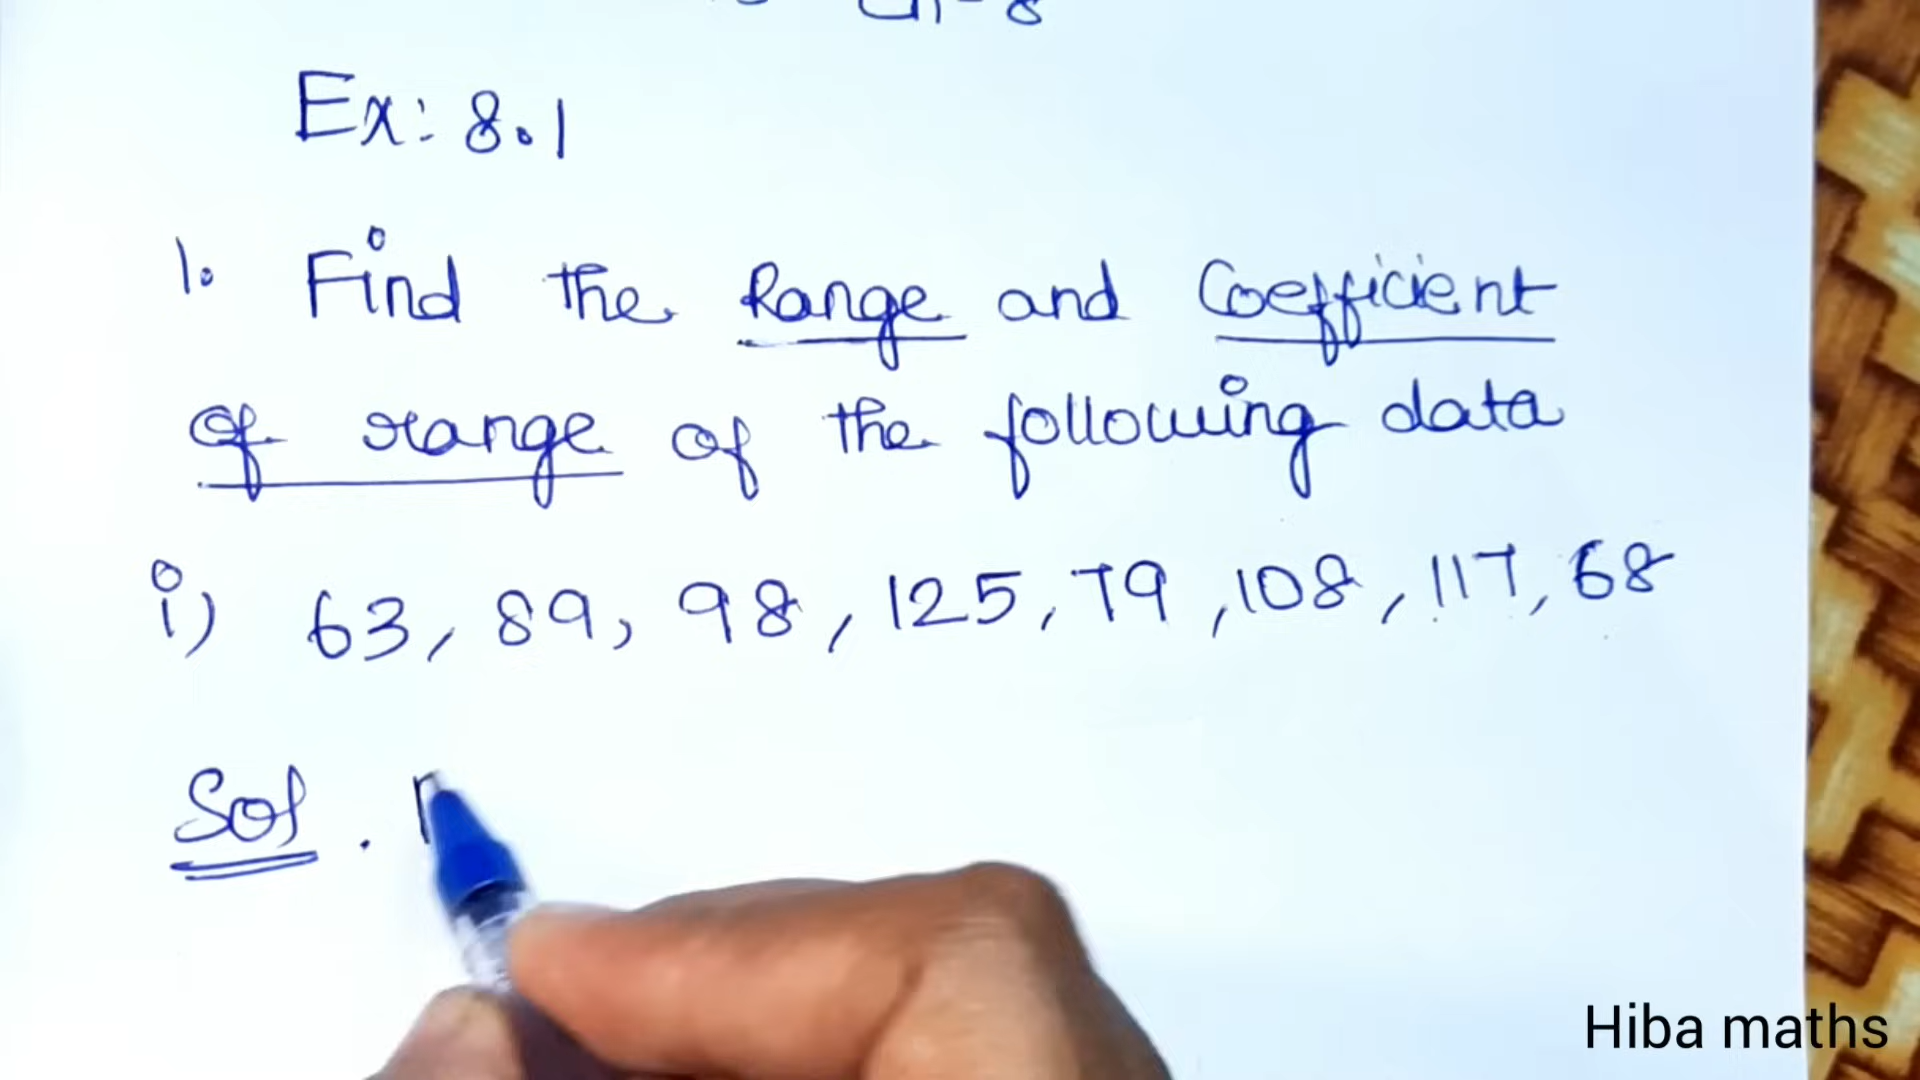 Ex: 8.1
1. Find the Range and Coefficient
of range of the following data
i) 63, 89, 98, 125, 79, 108, 117, 68
Sol.
Hiba maths